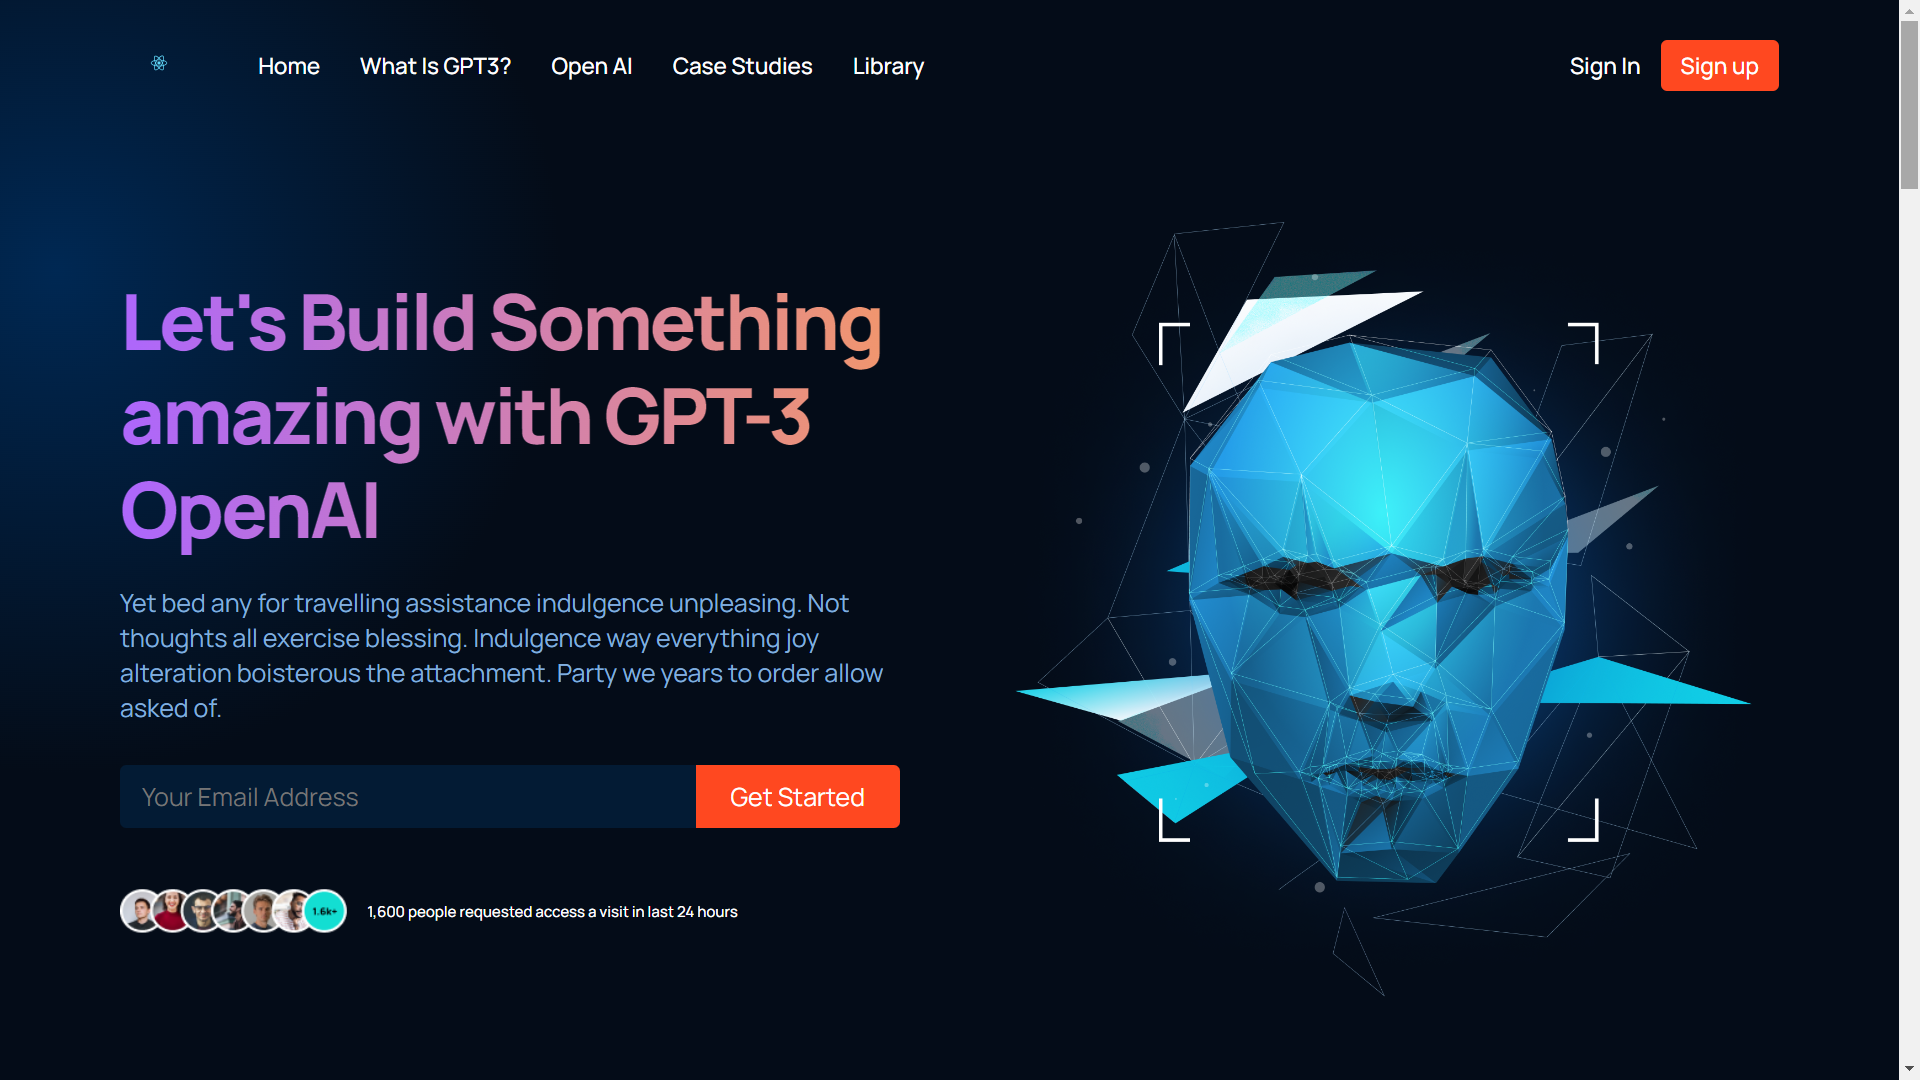 Home What Is GPT3? Open AI Case Studies Library Sign In Sign up
Let's Build Something
amazing with GPT-3
OpenAI
Yet bed any for travelling assistance indulgence unpleasing. Not
thoughts all exercise blessing. Indulgence way everything joy
alteration boisterous the attachment. Party we years to order allow
asked of.
Your Email Address Get Started
1.6k+ 1,600 people requested access a visit in last 24 hours